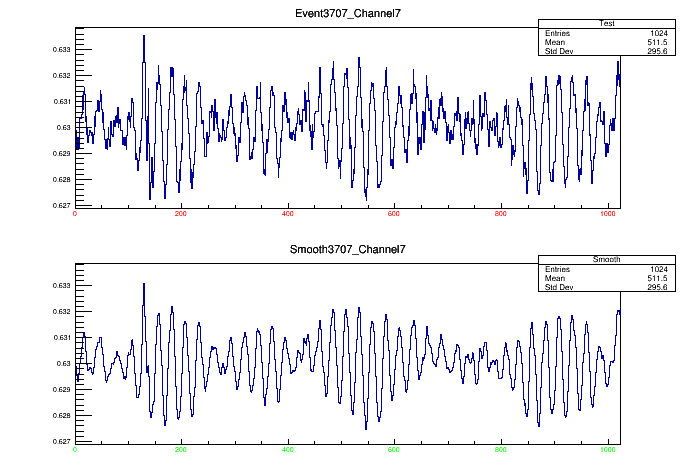 Event3707_Channel7
Test
Entries 1024
Mean 511.5
Std Dev 295.6
0.633
0.632
0.631
0.63
0.629
0.628
0.627
0 200 400 600 800 1000
Smooth3707_Channel7
Smooth
Entries 1024
Mean 511.5
Std Dev 295.6
0.633
0.632
0.631
0.63
0.629
0.628
0.627
0 200 400 600 800 1000